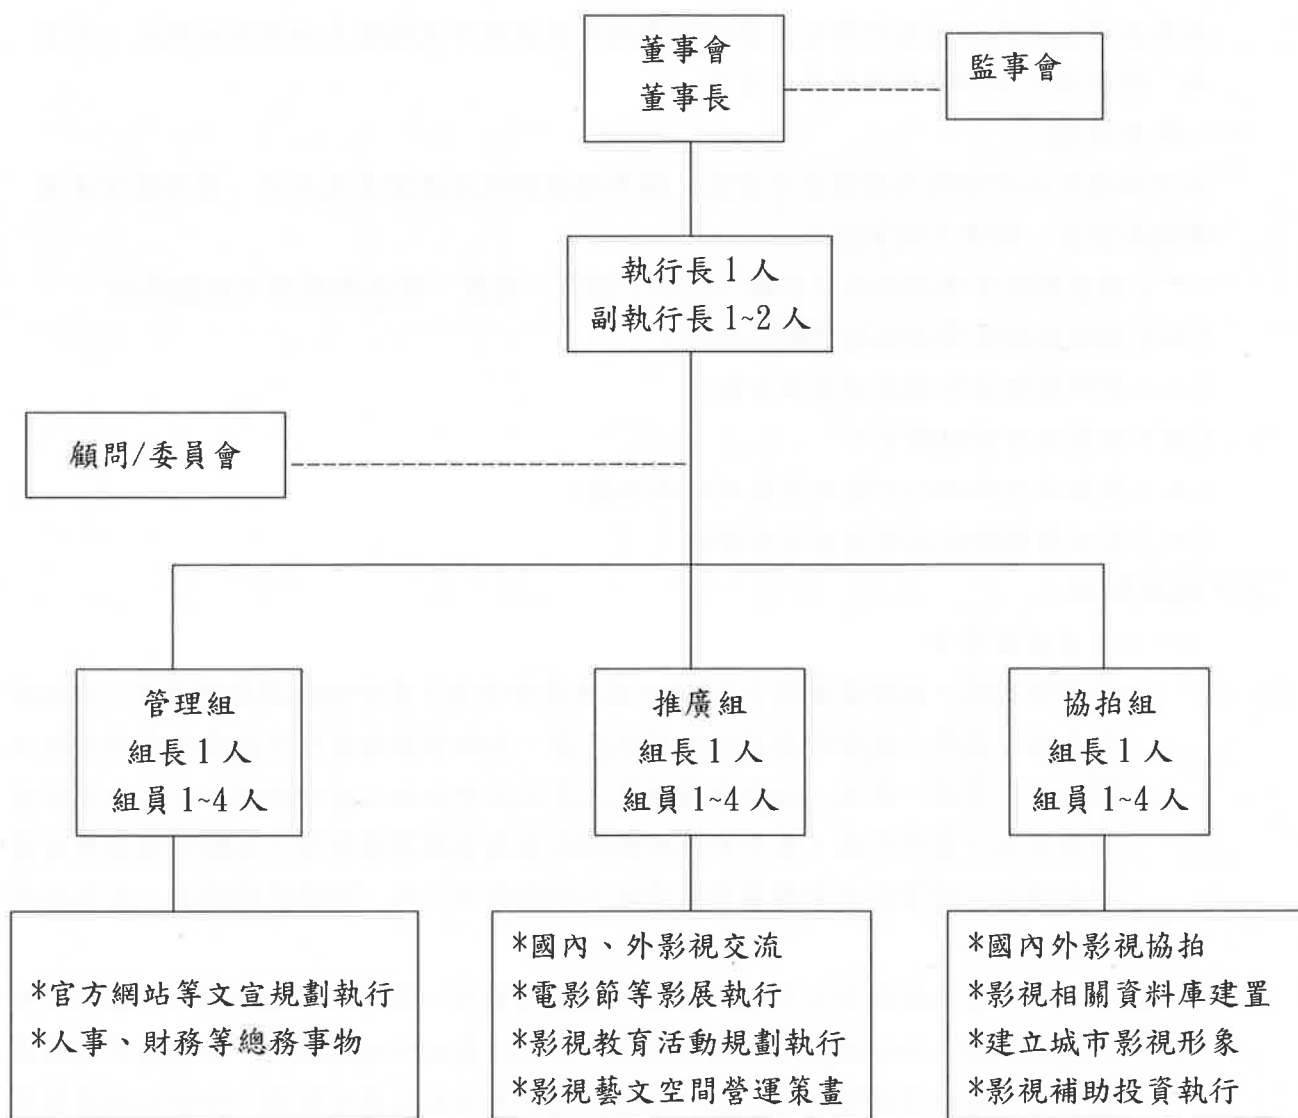 董事會
董事長
監事會
執行長 1 人
副執行長 1~2 人
顧問/委員會
管理組
組長 1 人
組員 1~4 人
推廣組
組長 1 人
組員 1~4 人
協拍組
組長 1 人
組員 1~4 人
*官方網站等文宣規劃執行
*人事、財務等總務事物
*國內、外影視交流
*電影節等影展執行
*影視教育活動規劃執行
*影視藝文空間營運策畫
*國內外影視協拍
*影視相關資料庫建置
*建立城市影視形象
*影視補助投資執行